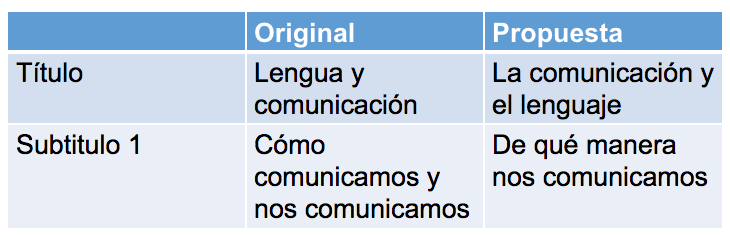 Original
Propuesta
Título
Lengua y
comunicación
La comunicación y
el lenguaje
Subtitulo 1
Cómo
comunicamos y
nos comunicamos
De qué manera
nos comunicamos